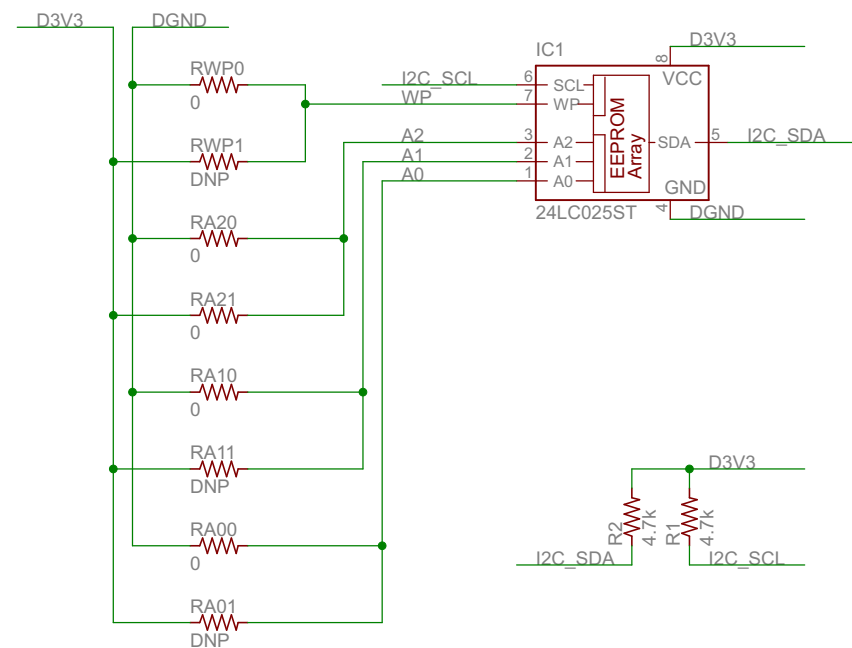 D3V3
DGND
RWP0
0
RWP1
DNP
RA20
0
RA21
0
RA10
0
RA11
DNP
RA00
0
RA01
DNP
I2C_SCL
WP
A2
A1
A0
IC1
6
7
3
2
1
SCL
WP
A2
A1
A0
EEPROM
Array
8
VCC
D3V3
SDA
5
I2C_SDA
GND
4
DGND
24LC025ST
D3V3
R2
4.7k
R1
4.7k
I2C_SDA
I2C_SCL